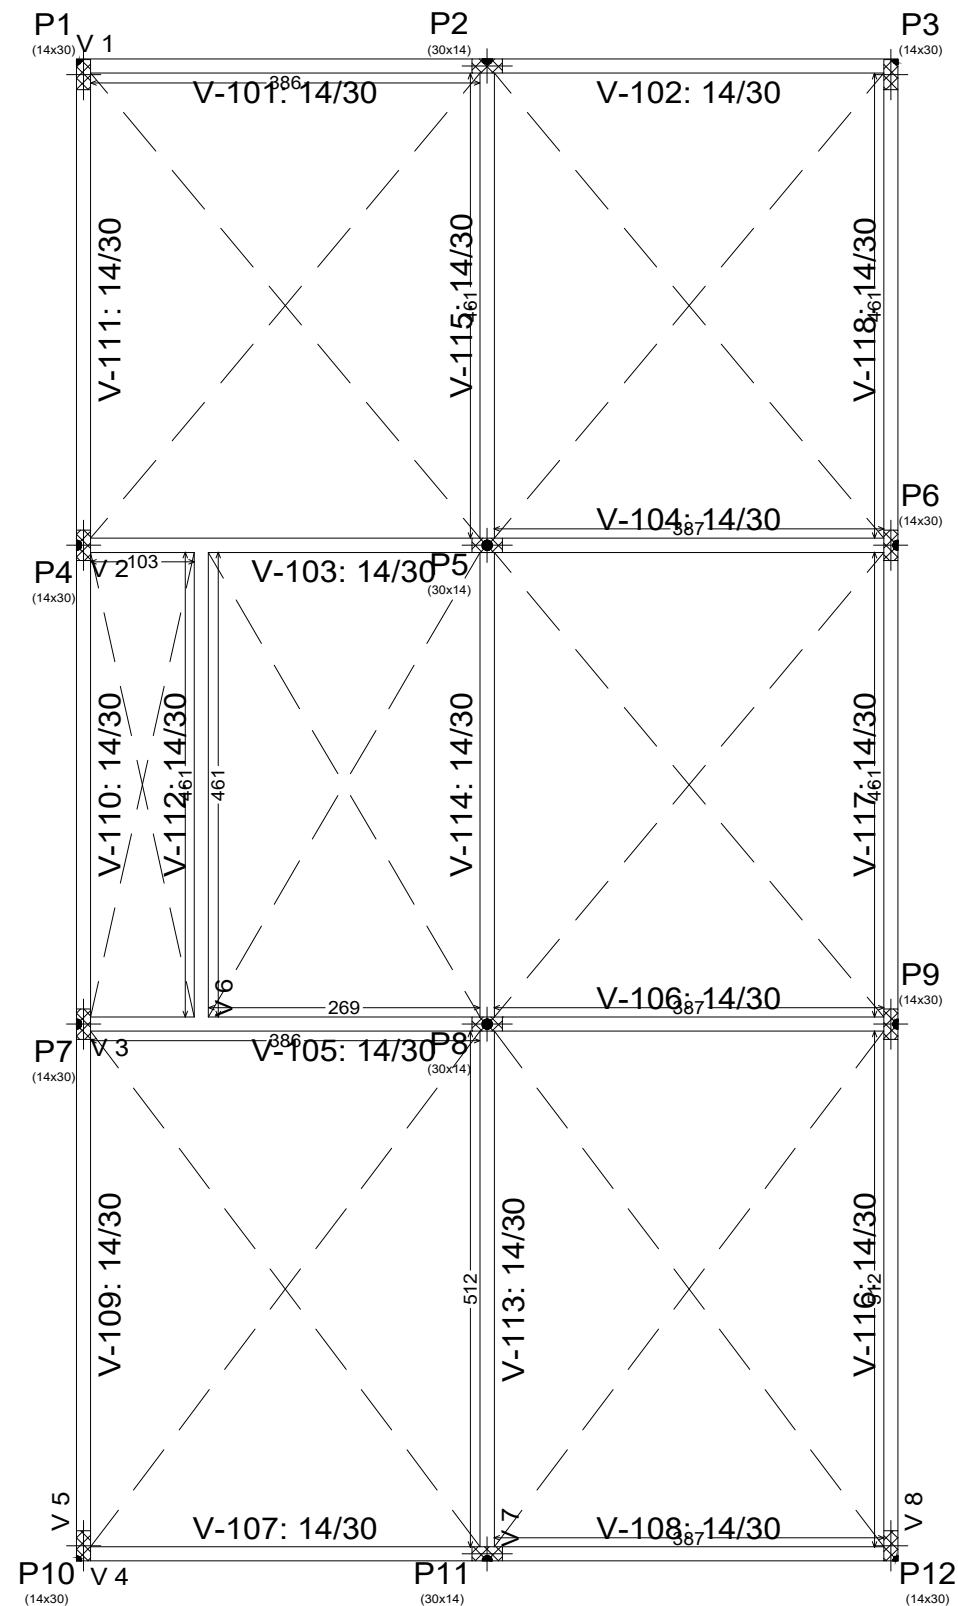 P1
(14x30)
V 1
P2
(30x14)
P3
(14x30)
386
V-101: 14/30
V-102: 14/30
V-111: 14/30
V-115: 14/30
461
V-118: 14/30
461
P6
(14x30)
V-104: 14/30
387
P4
(14x30)
V 2
103
V-103: 14/30
P5
(30x14)
V-110: 14/30
V-112: 14/30
461
461
V-114: 14/30
V-117: 14/30
461
V 6
269
P9
(14x30)
V-106: 14/30
387
P7
(14x30)
V 3
386
V-105: 14/30
P8
(30x14)
V-109: 14/30
512
V-113: 14/30
V-116: 14/30
512
V 5
V-107: 14/30
V 7
V-108: 14/30
387
V 8
P10
(14x30)
V 4
P11
(30x14)
P12
(14x30)